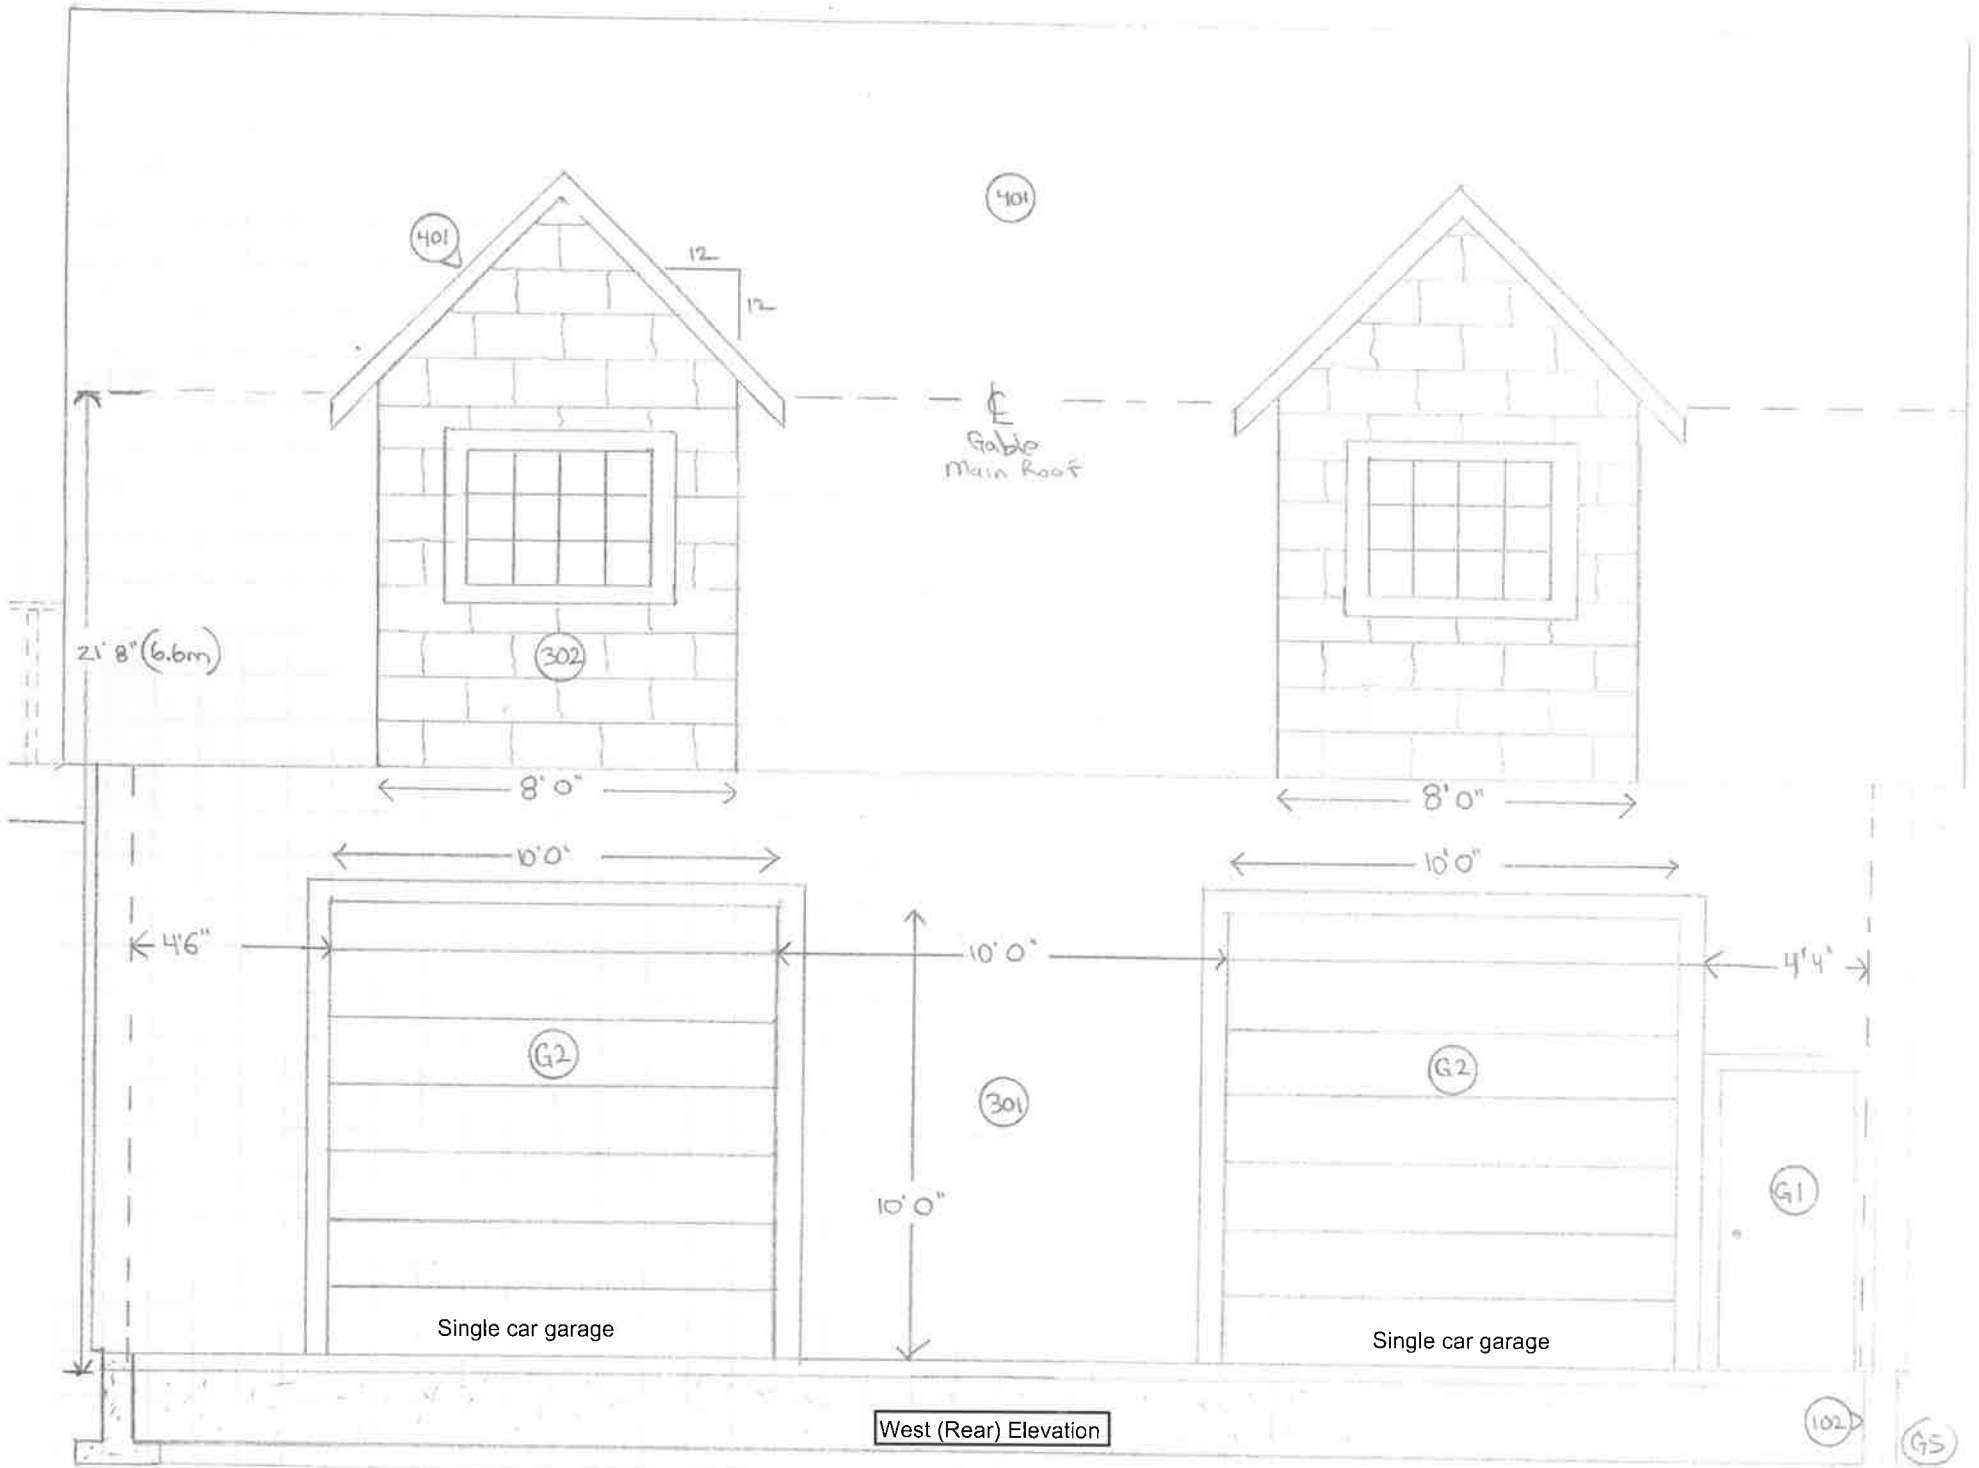 401
401
12
12
℄
Gable
Main Roof
21' 8" (6.6m)
302
8' 0"
8' 0"
10' 0"
10' 0"
4' 6"
10' 0"
4' 4"
G2
G2
301
10' 0"
G1
Single car garage
Single car garage
West (Rear) Elevation
102
G5